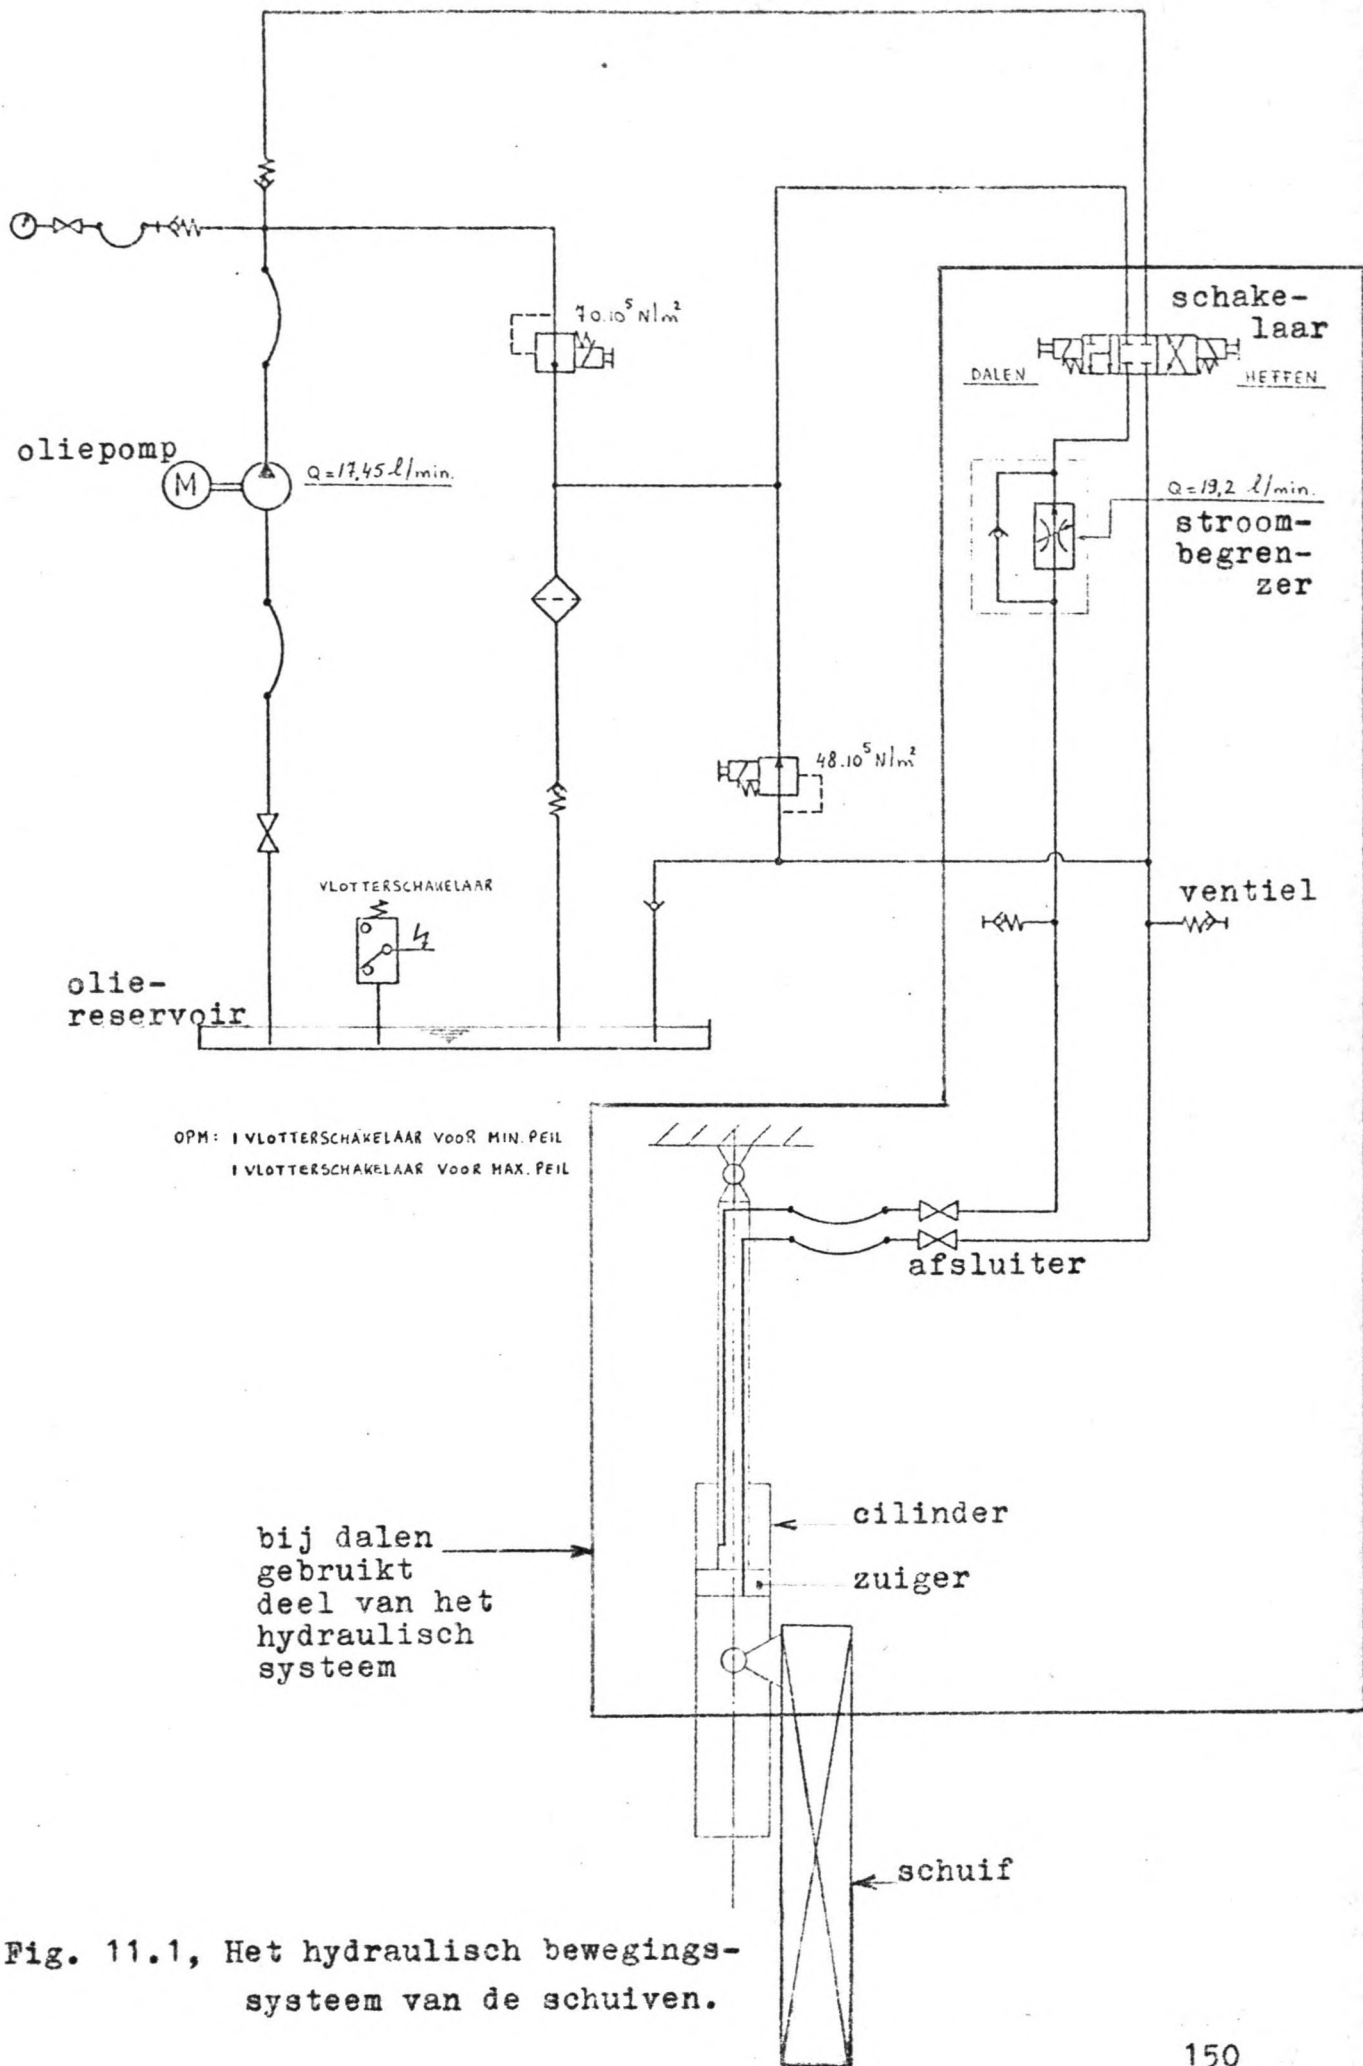 70.10⁵ N/m²
schake-
laar
DALEN
HEFFEN
oliepomp
M
Q=17,45 l/min.
Q=19,2 l/min.
stroom-
begren-
zer
48.10⁵ N/m²
VLOTTERSCHAKELAAR
ventiel
olie-
reservoir
OPM: 1 VLOTTERSCHAKELAAR VOOR MIN. PEIL
1 VLOTTERSCHAKELAAR VOOR MAX. PEIL
afsluiter
cilinder
zuiger
bij dalen
gebruikt
deel van het
hydraulisch
systeem
schuif
Fig. 11.1, Het hydraulisch bewegings-
systeem van de schuiven.
150